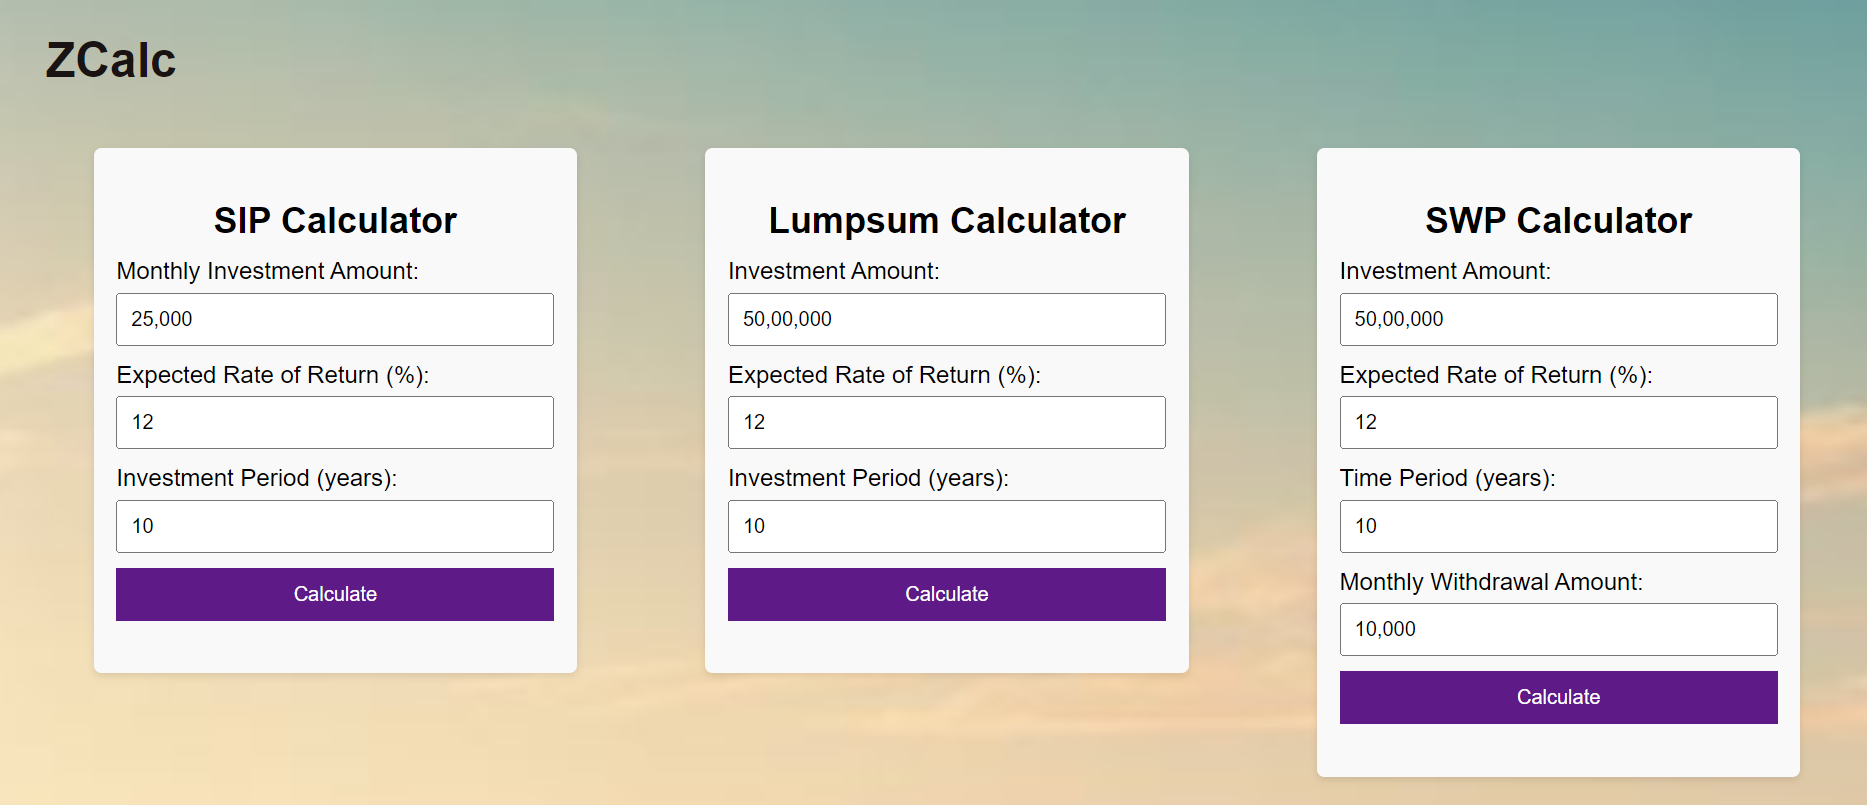 ZCalc
SIP Calculator
Monthly Investment Amount:
25,000
Expected Rate of Return (%):
12
Investment Period (years):
10
Calculate
Lumpsum Calculator
Investment Amount:
50,00,000
Expected Rate of Return (%):
12
Investment Period (years):
10
Calculate
SWP Calculator
Investment Amount:
50,00,000
Expected Rate of Return (%):
12
Time Period (years):
10
Monthly Withdrawal Amount:
10,000
Calculate